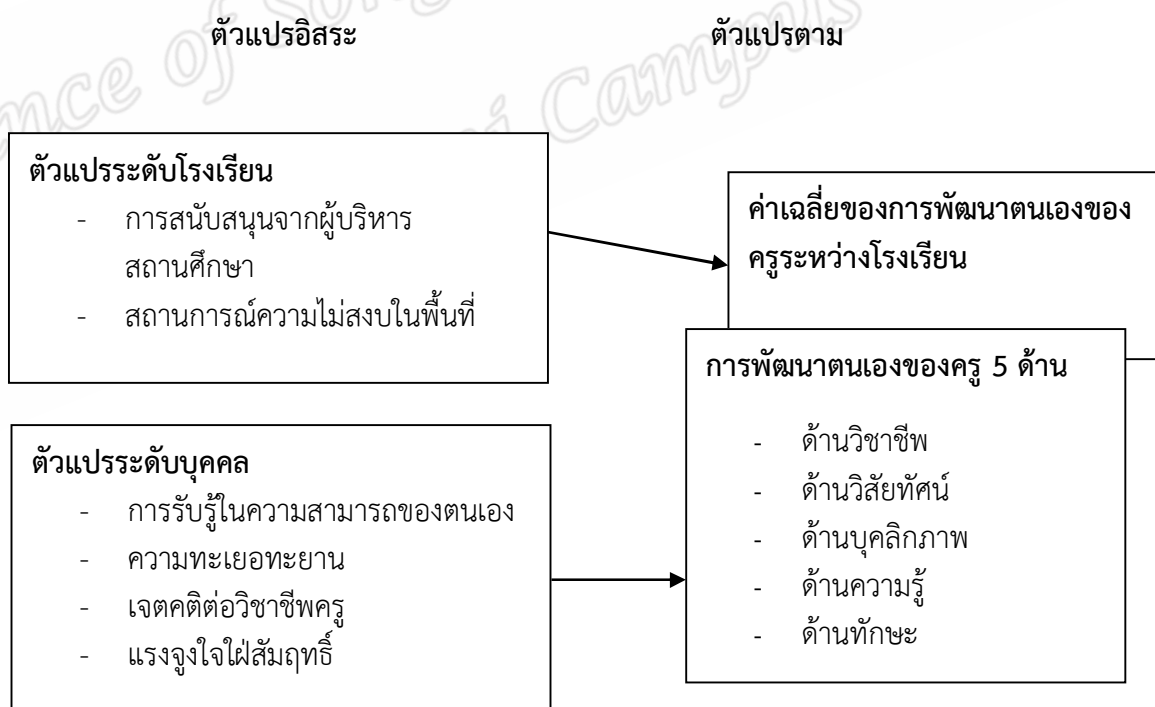 ตัวแปรอิสระ
ตัวแปรตาม
ตัวแปรระดับโรงเรียน
- การสนับสนุนจากผู้บริหาร
สถานศึกษา
- สถานการณ์ความไม่สงบในพื้นที่
ค่าเฉลี่ยของการพัฒนาตนเองของ
ครูระหว่างโรงเรียน
ตัวแปรระดับบุคคล
- การรับรู้ในความสามารถของตนเอง
- ความทะเยอทะยาน
- เจตคติต่อวิชาชีพครู
- แรงจูงใจใฝ่สัมฤทธิ์
การพัฒนาตนเองของครู 5 ด้าน
- ด้านวิชาชีพ
- ด้านวิสัยทัศน์
- ด้านบุคลิกภาพ
- ด้านความรู้
- ด้านทักษะ
of
Campus